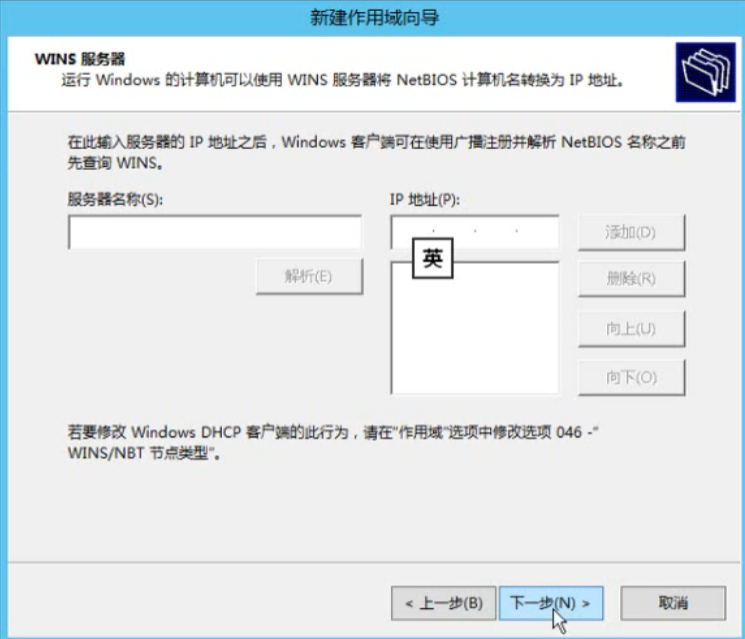 新建作用域向导
WINS 服务器
运行 Windows 的计算机可以使用 WINS 服务器将 NetBIOS 计算机名转换为 IP 地址。
在此输入服务器的 IP 地址之后，Windows 客户端可在使用广播注册并解析 NetBIOS 名称之前
先查询 WINS。
服务器名称(S):
IP 地址(P):
添加(D)
英
解析(E)
删除(R)
向上(U)
向下(O)
若要修改 Windows DHCP 客户端的此行为，请在"作用域"选项中修改选项 046 -"
WINS/NBT 节点类型"。
< 上一步(B)
下一步(N) >
取消